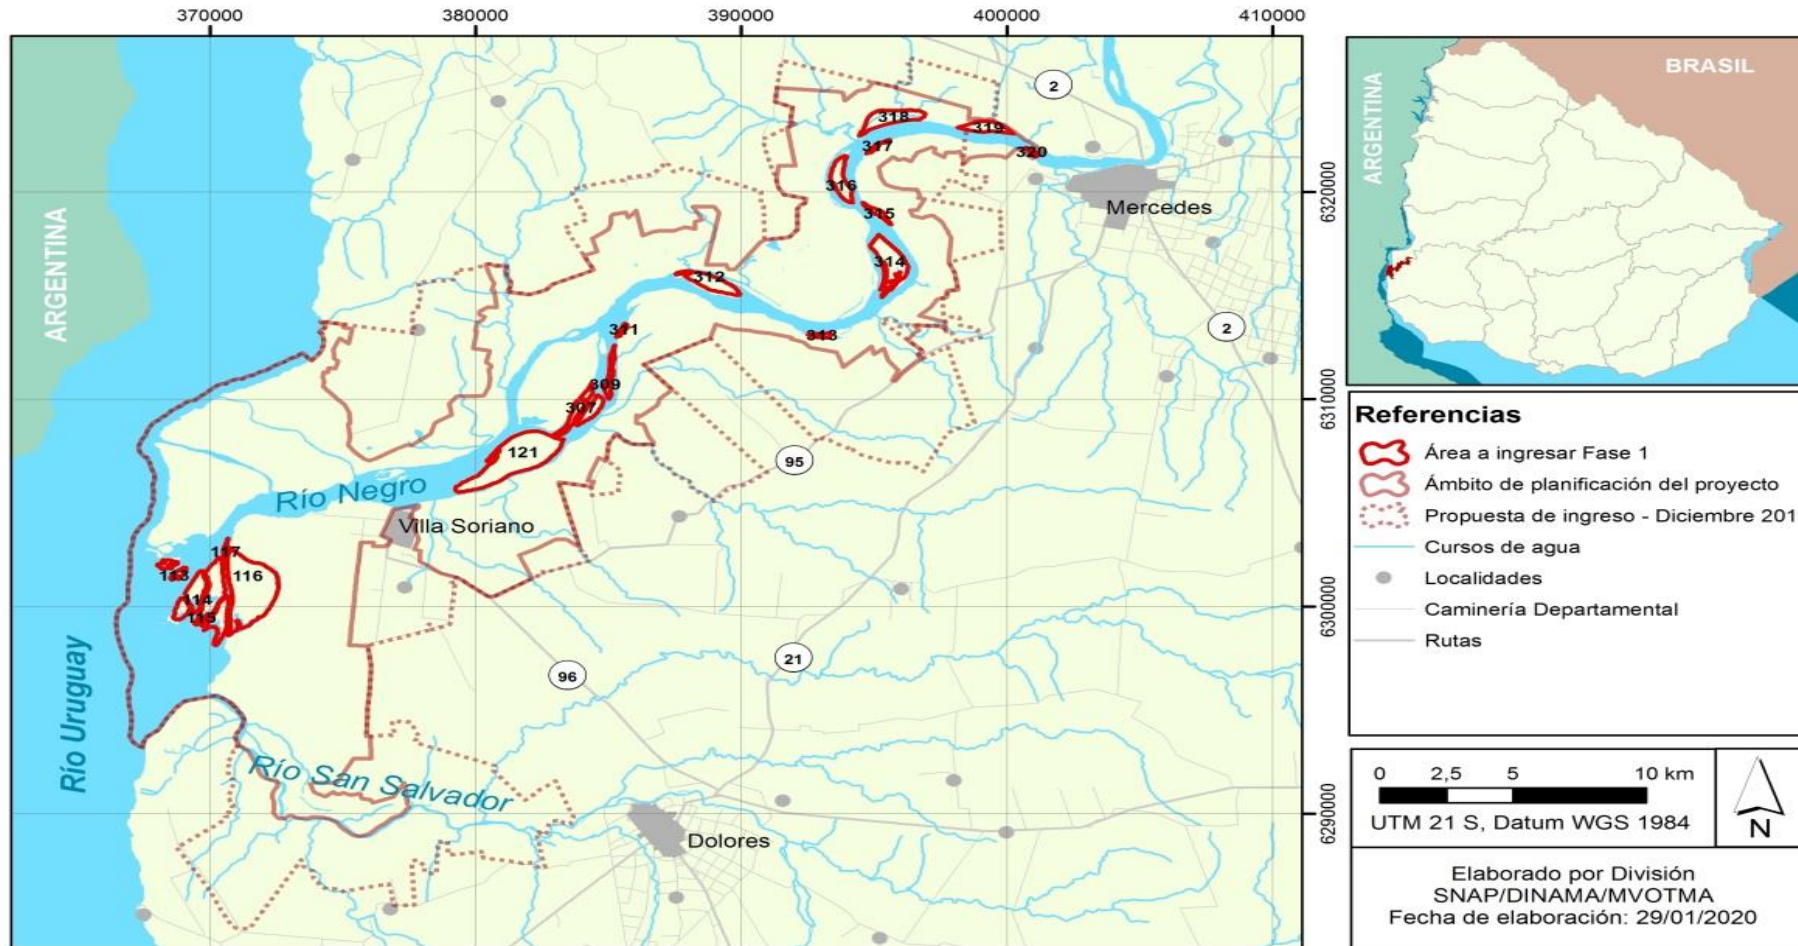 370000
380000
390000
400000
410000
2
318
319
317
320
316
315
Mercedes
6320000
ARGENTINA
314
312
311
313
2
309
307
6310000
121
95
Río Negro
Villa Soriano
117
113
116
114
115
6300000
Río Uruguay
96
21
Río San Salvador
Dolores
6290000
BRASIL
ARGENTINA
Referencias
Área a ingresar Fase 1
Ámbito de planificación del proyecto
Propuesta de ingreso - Diciembre 201
Cursos de agua
Localidades
Caminería Departamental
Rutas
0 2,5 5 10 km
UTM 21 S, Datum WGS 1984
N
Elaborado por División
SNAP/DINAMA/MVOTMA
Fecha de elaboración: 29/01/2020